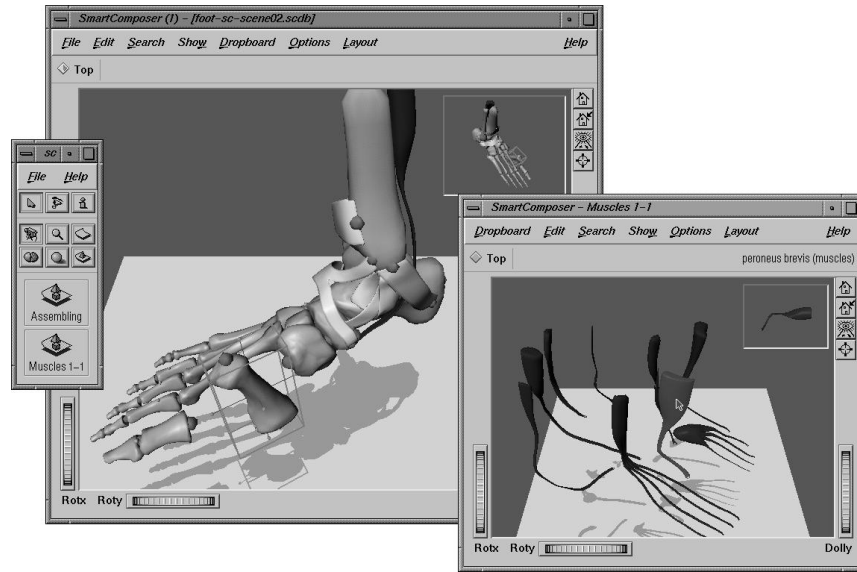 SmartComposer (1) – [foot-sc-scene02.scdb]
File Edit Search Show Dropboard Options Layout Help
Top
sc
File Help
Assembling
Muscles 1–1
Rotx Roty
SmartComposer – Muscles 1–1
Dropboard Edit Search Show Options Layout Help
Top peroneus brevis (muscles)
Rotx Roty Dolly